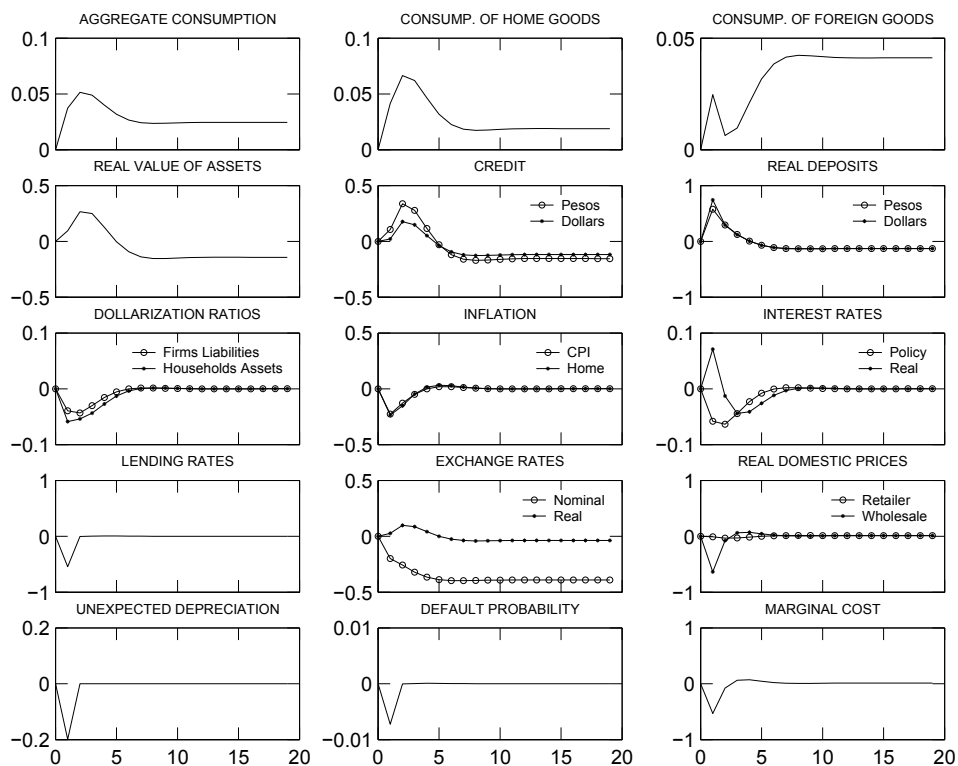 AGGREGATE CONSUMPTION
CONSUMP. OF HOME GOODS
CONSUMP. OF FOREIGN GOODS
0.1
0.05
0
0.1
0.05
0
0.05
0
REAL VALUE OF ASSETS
CREDIT
REAL DEPOSITS
0.5
0
−0.5
0.5
0
−0.5
Pesos
Dollars
1
0
−1
Pesos
Dollars
DOLLARIZATION RATIOS
INFLATION
INTEREST RATES
0.1
0
−0.1
Firms Liabilities
Households Assets
0.5
0
−0.5
CPI
Home
0.1
0
−0.1
Policy
Real
LENDING RATES
EXCHANGE RATES
REAL DOMESTIC PRICES
1
0
−1
0.5
0
−0.5
Nominal
Real
1
0
−1
Retailer
Wholesale
UNEXPECTED DEPRECIATION
DEFAULT PROBABILITY
MARGINAL COST
0.2
0
−0.2
0.01
0
−0.01
1
0
−1
0 5 10 15 20
0 5 10 15 20
0 5 10 15 20